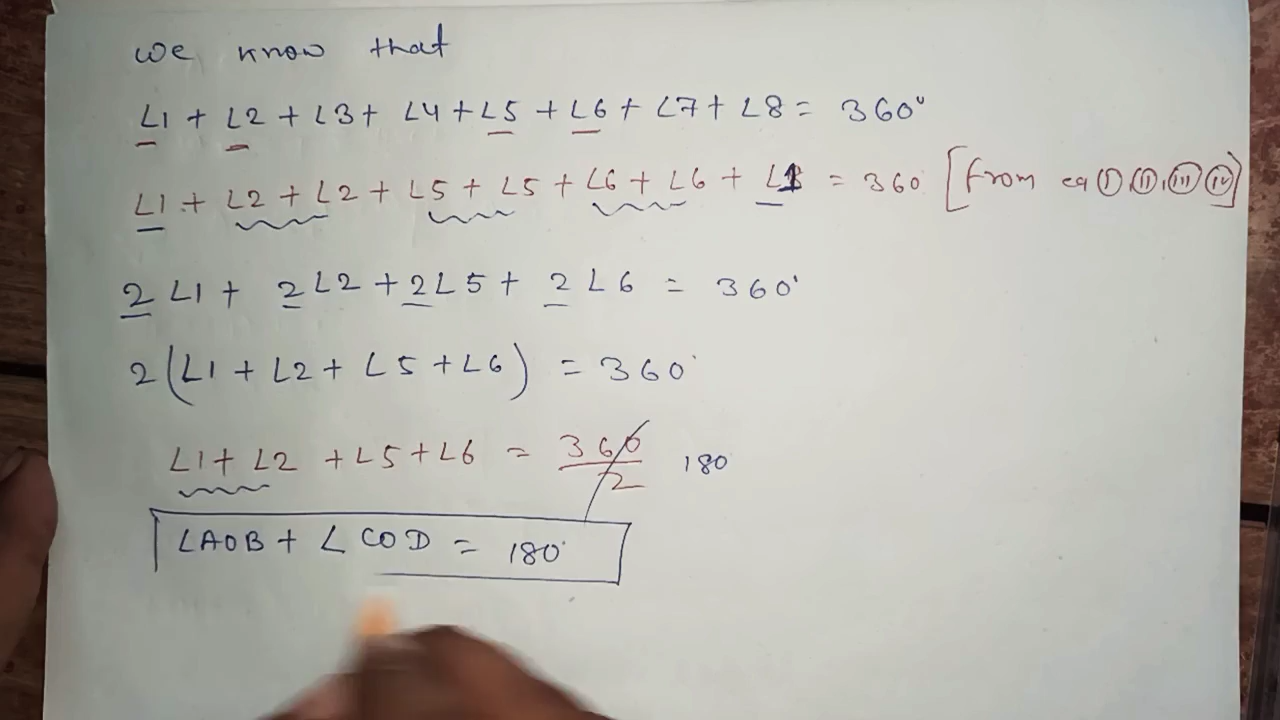 we know that
∠1 + ∠2 + ∠3 + ∠4 + ∠5 + ∠6 + ∠7 + ∠8 = 360°
∠1 + ∠2 + ∠2 + ∠5 + ∠5 + ∠6 + ∠6 + ∠1 = 360 [from eq (i), (ii), (iii) (iv)]
2∠1 + 2∠2 + 2∠5 + 2∠6 = 360°
2(∠1 + ∠2 + ∠5 + ∠6) = 360°
∠1 + ∠2 + ∠5 + ∠6 = 360/2 180
∠AOB + ∠COD = 180°